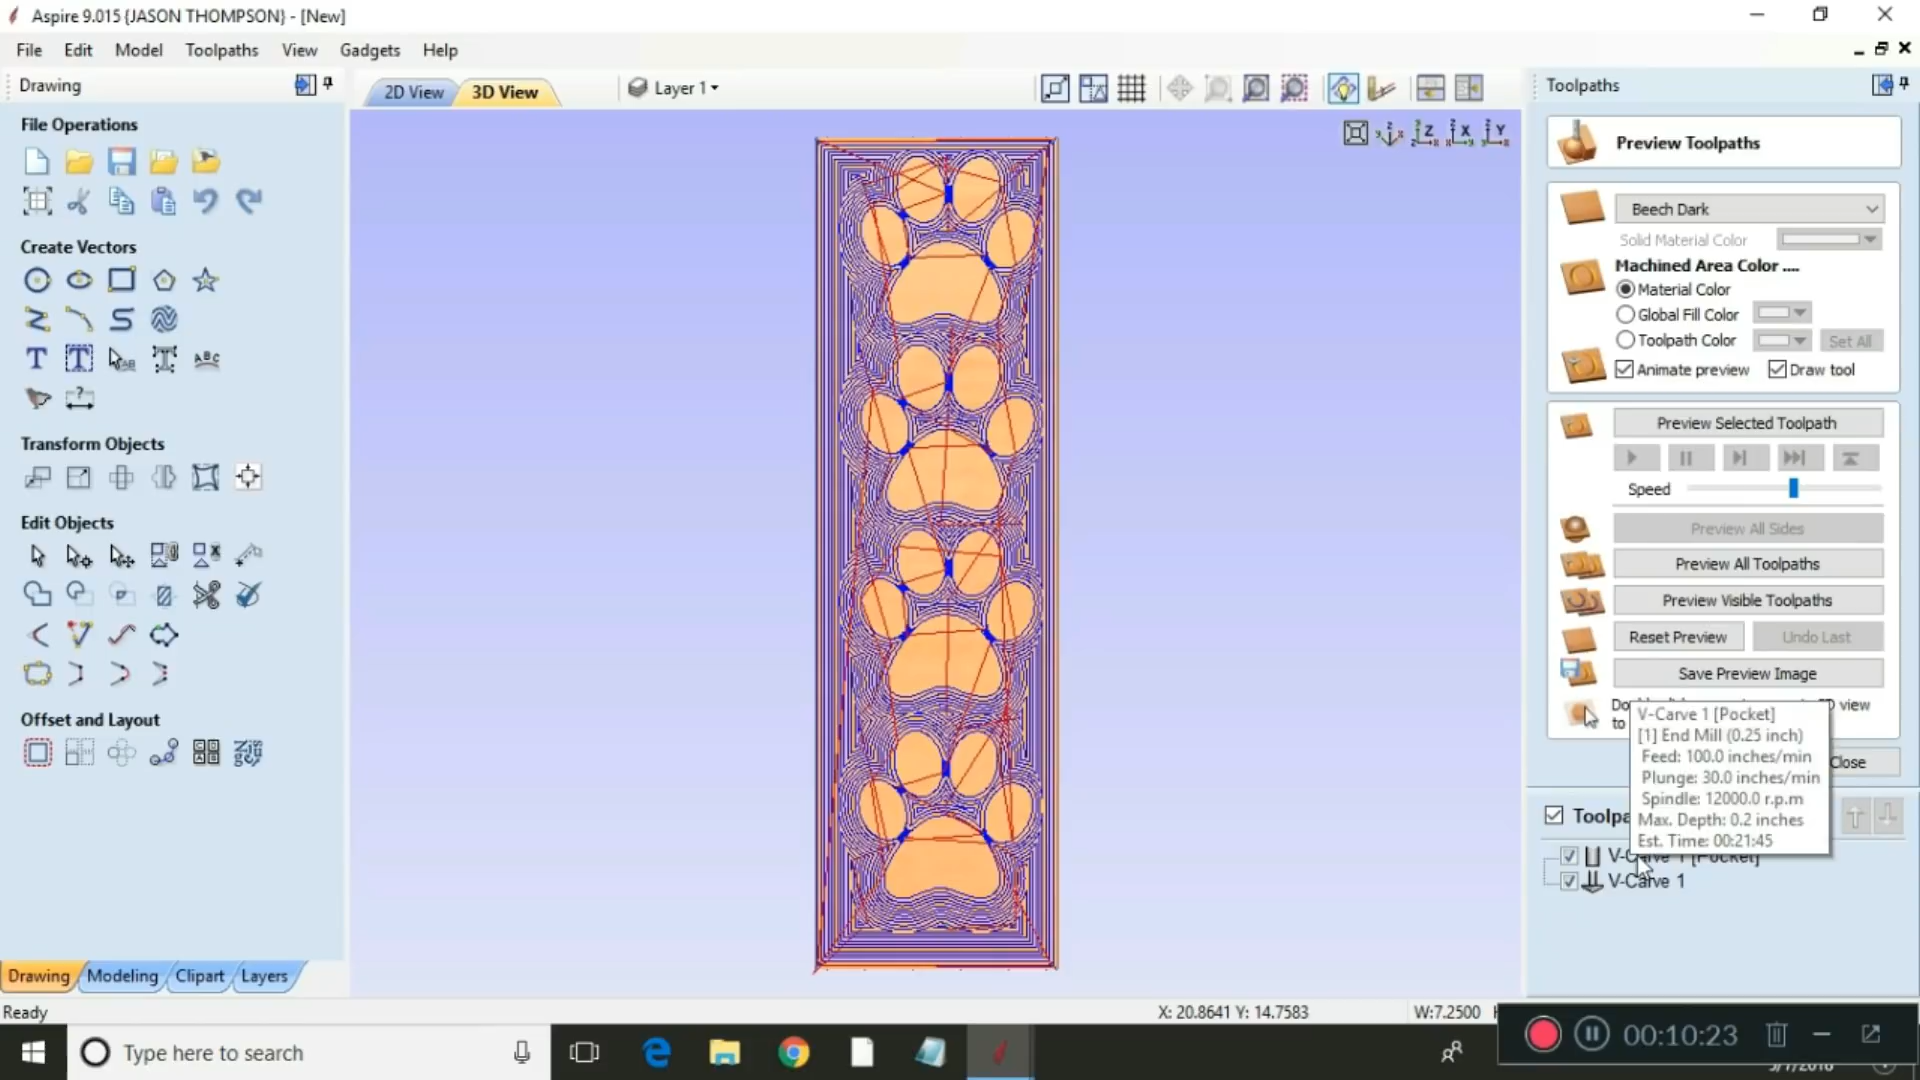 Aspire 9.015 {JASON THOMPSON} - [New]
File Edit Model Toolpaths View Gadgets Help
Drawing
2D View 3D View
Layer 1
Toolpaths
File Operations
Create Vectors
Transform Objects
Edit Objects
Offset and Layout
Drawing Modeling Clipart Layers
Preview Toolpaths
Beech Dark
Solid Material Color
Machined Area Color ....
Material Color
Global Fill Color
Toolpath Color
Set All
Animate preview Draw tool
Preview Selected Toolpath
Speed
Preview All Sides
Preview All Toolpaths
Preview Visible Toolpaths
Reset Preview Undo Last
Save Preview Image
view
to
V-Carve 1 [Pocket]
[1] End Mill (0.25 inch)
Feed: 100.0 inches/min
Plunge: 30.0 inches/min
Spindle: 12000.0 r.p.m
Max. Depth: 0.2 inches
Est. Time: 00:21:45
Close
V-Carve 1 [Pocket]
V-Carve 1
Ready
X: 20.8641 Y: 14.7583
W:7.2500
Type here to search
00:10:23